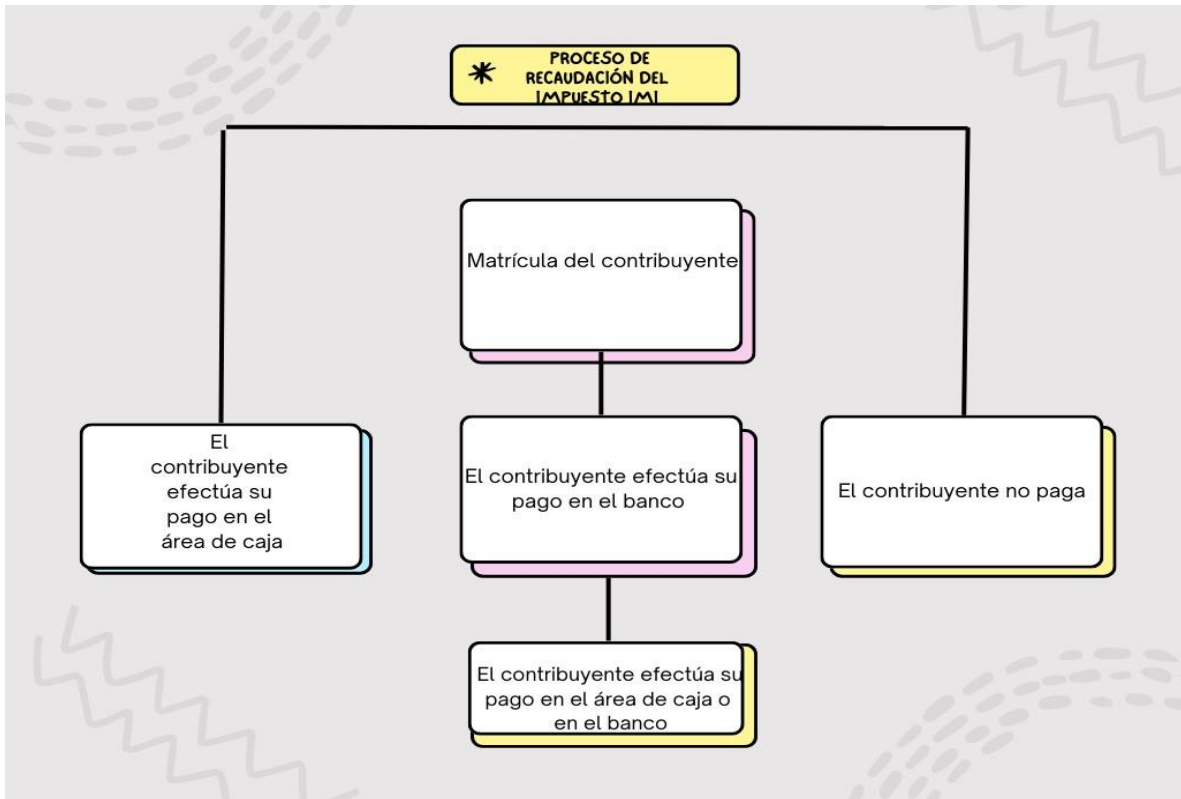 PROCESO DE
RECAUDACIÓN DEL
IMPUESTO IMI
Matrícula del contribuyente
El
contribuyente
efectúa su
pago en el
área de caja
El contribuyente efectúa su
pago en el banco
El contribuyente no paga
El contribuyente efectúa su
pago en el área de caja o
en el banco